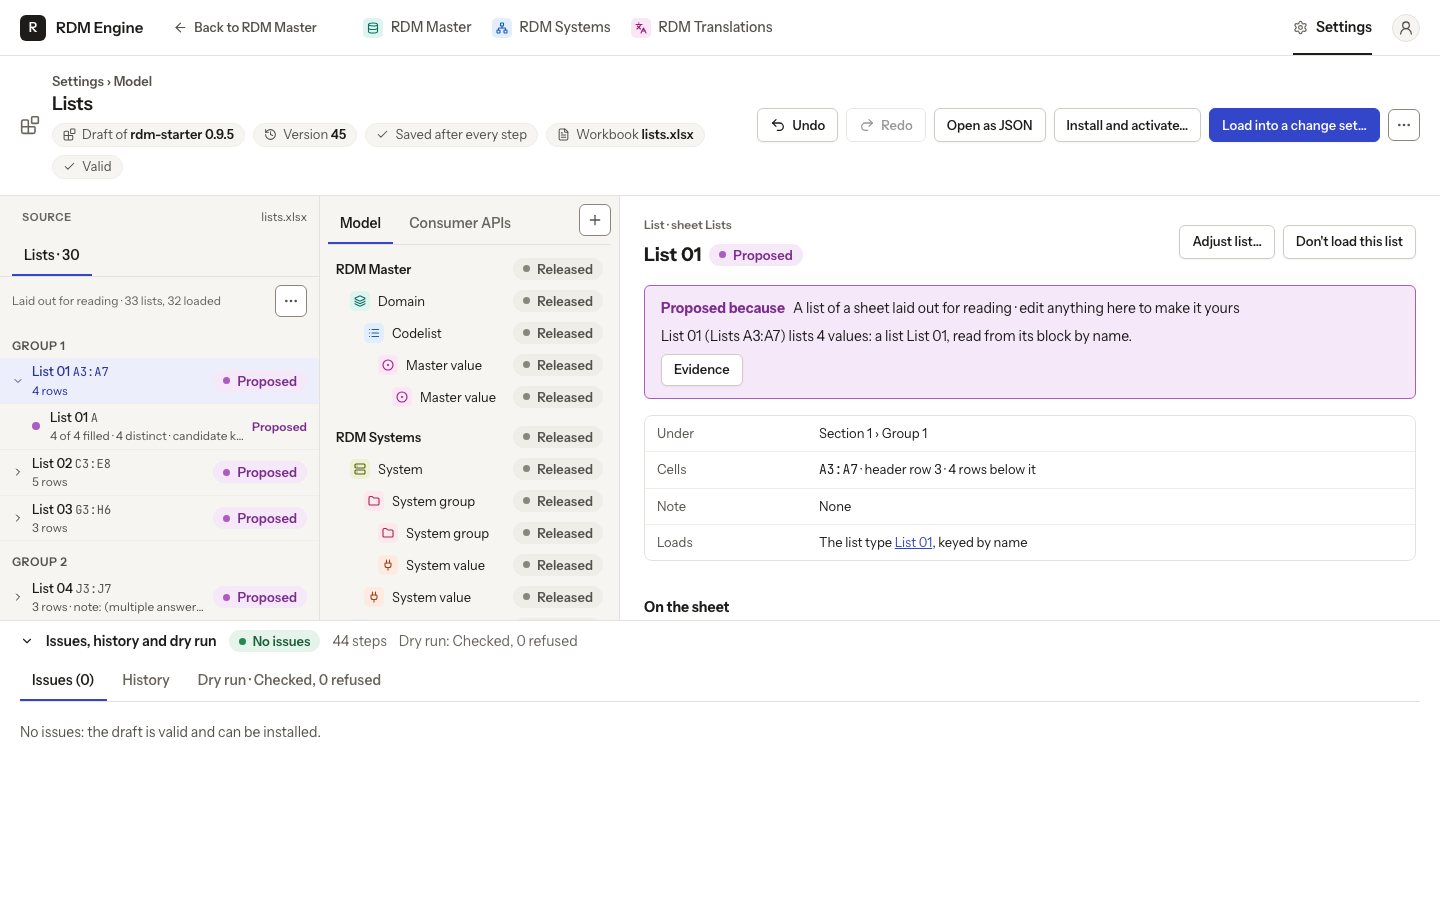 R RDM Engine
Back to RDM Master
RDM Master
RDM Systems
RDM Translations
Settings
Settings › Model
Lists
Draft of rdm-starter 0.9.5
Version 45
Saved after every step
Workbook lists.xlsx
Valid
Undo
Redo
Open as JSON
Install and activate...
Load into a change set...
SOURCE
lists.xlsx
Lists · 30
Laid out for reading · 33 lists, 32 loaded
GROUP 1
List 01 A3:A7
4 rows
Proposed
List 01 A
4 of 4 filled · 4 distinct · candidate k...
Proposed
List 02 C3:E8
5 rows
Proposed
List 03 G3:H6
3 rows
Proposed
GROUP 2
List 04 J3:J7
3 rows · note: (multiple answer...
Proposed
Model
Consumer APIs
RDM Master Released
Domain Released
Codelist Released
Master value Released
Master value Released
RDM Systems Released
System Released
System group Released
System group Released
System value Released
System value Released
List · sheet Lists
List 01 Proposed
Adjust list...
Don't load this list
Proposed because A list of a sheet laid out for reading · edit anything here to make it yours
List 01 (Lists A3:A7) lists 4 values: a list List 01, read from its block by name.
Evidence
Under Section 1 › Group 1
Cells A3:A7 · header row 3 · 4 rows below it
Note None
Loads The list type List 01, keyed by name
On the sheet
Issues, history and dry run
No issues
44 steps
Dry run: Checked, 0 refused
Issues (0)
History
Dry run · Checked, 0 refused
No issues: the draft is valid and can be installed.